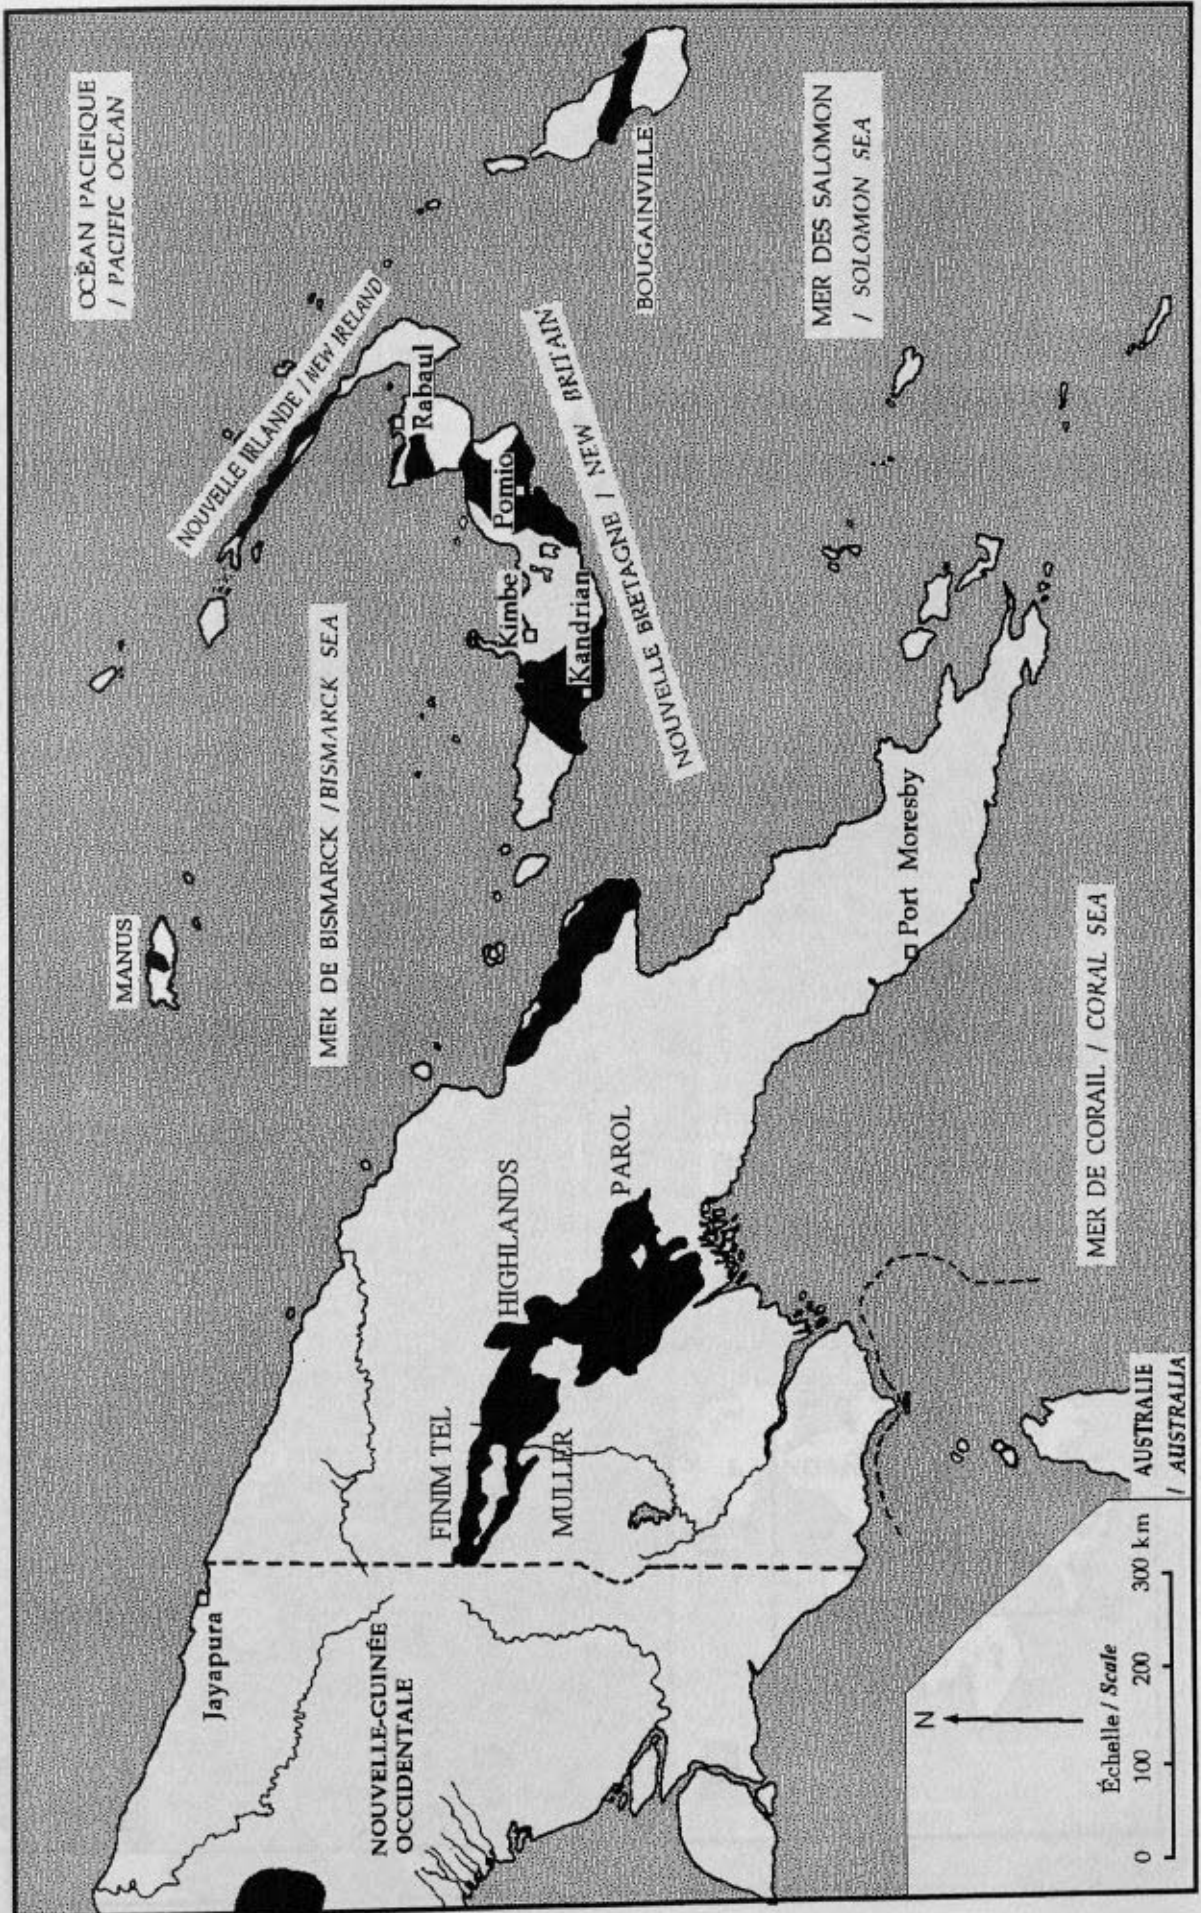 OCÉAN PACIFIQUE
/ PACIFIC OCEAN
MANUS
NOUVELLE IRLANDE / NEW IRELAND
MER DE BISMARCK / BISMARCK SEA
Rabaul
Pomio
Kimbe
Kandrian
NOUVELLE BRETAGNE / NEW BRITAIN
BOUGAINVILLE
MER DES SALOMON
/ SOLOMON SEA
Jayapura
NOUVELLE-GUINÉE
OCCIDENTALE
FINIM TEL
HIGHLANDS
MULLER
PAROL
Port Moresby
MER DE CORAIL / CORAL SEA
AUSTRALIE
/ AUSTRALIA
N
Échelle / Scale
0 100 200 300 km